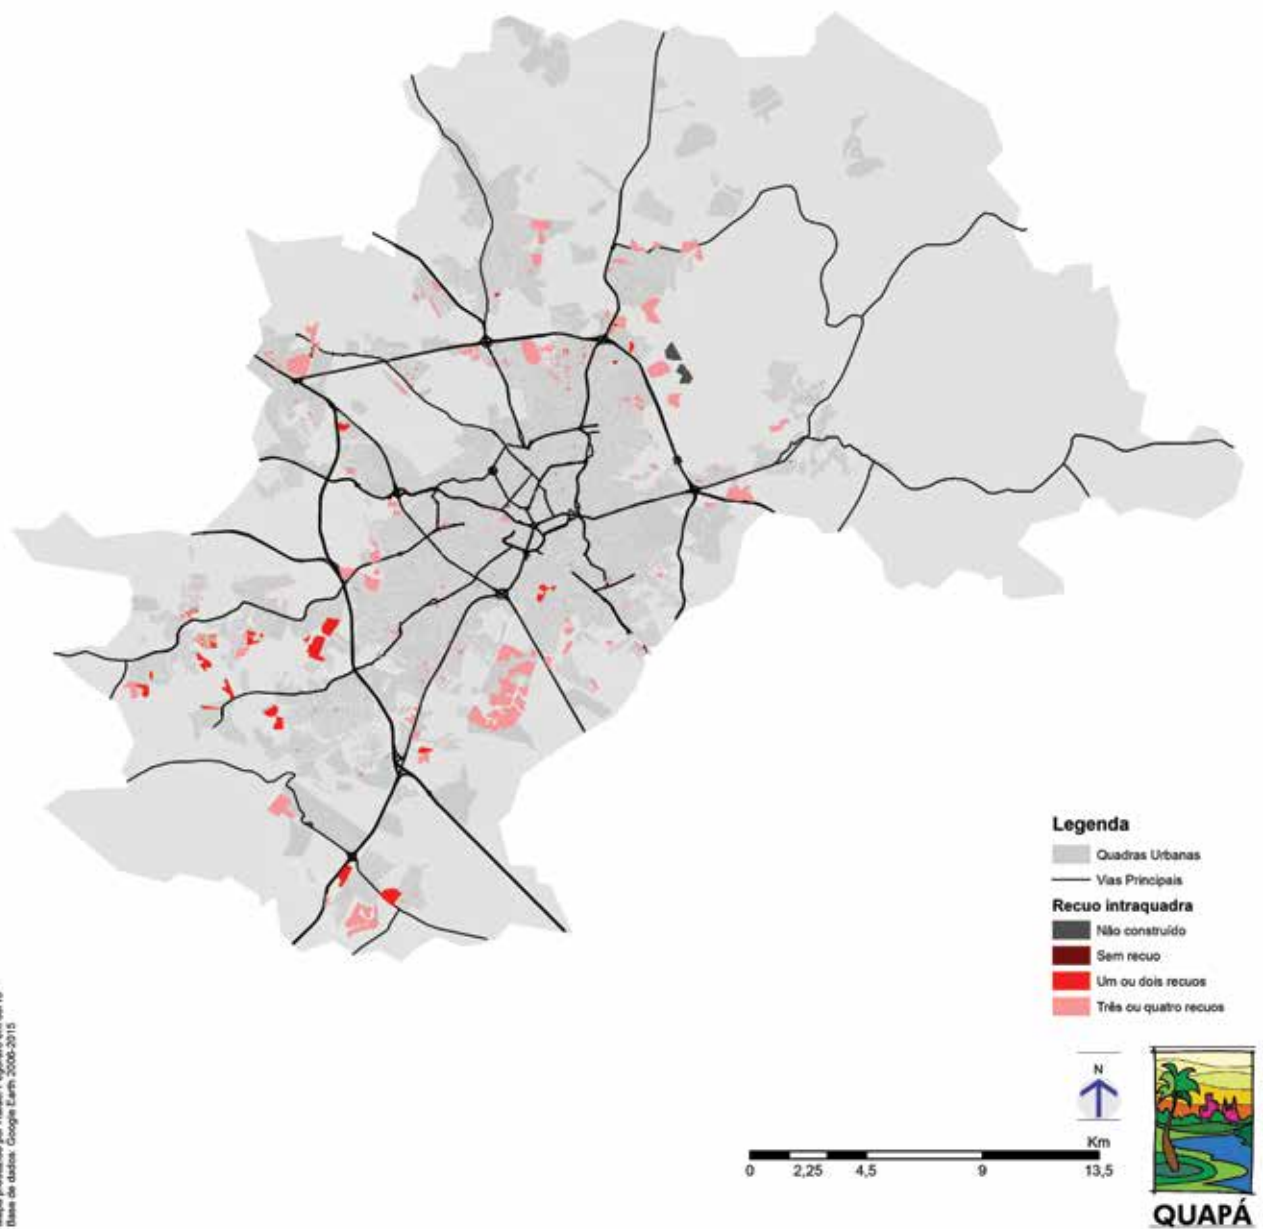 Legenda
Quadras Urbanas
Vias Principais
Recuo intraquadra
Não construído
Sem recuo
Um ou dois recuos
Três ou quatro recuos
N
Km
0 2,25 4,5 9 13,5
QUAPÁ
Base de dados: Google Earth 2006-2015